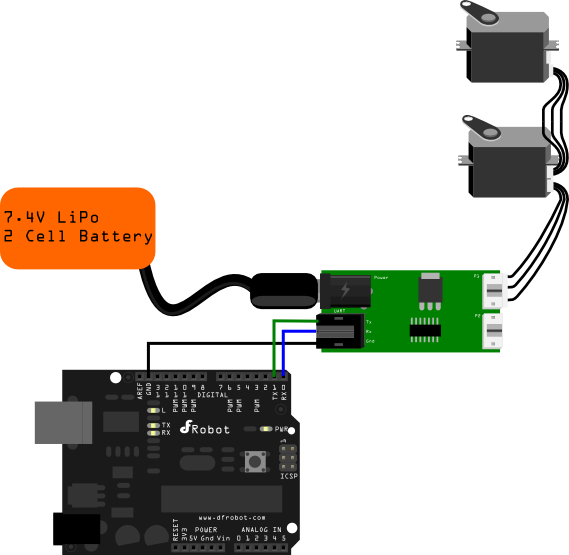 7.4V LiPo
2 Cell Battery
Power
P1
UART
Tx
Rx
Gnd
P2
AREF
GND
13
12
11
10
9
8
7
6
5
4
3
2
1
0
PWM
PWM
PWM
PWM
PWM
PWM
TX
RX
DIGITAL
L
TX
RX
DFRobot
PWR
1
ICSP
www.dfrobot.com
RESET
3V3
POWER
5V Gnd Vin
ANALOG IN
0 1 2 3 4 5